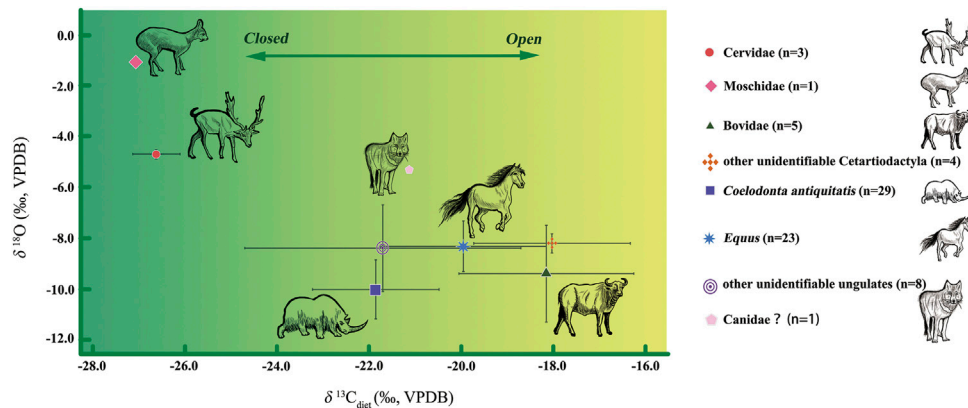 0.0
-2.0
-4.0
-6.0
-8.0
-10.0
-12.0
δ ¹⁸O (‰, VPDB)
Closed
Open
-28.0 -26.0 -24.0 -22.0 -20.0 -18.0 -16.0
δ ¹³C_diet (‰, VPDB)
Cervidae (n=3)
Moschidae (n=1)
Bovidae (n=5)
other unidentifiable Cetartiodactyla (n=4)
Coelodonta antiquitatis (n=29)
Equus (n=23)
other unidentifiable ungulates (n=8)
Canidae ? (n=1)